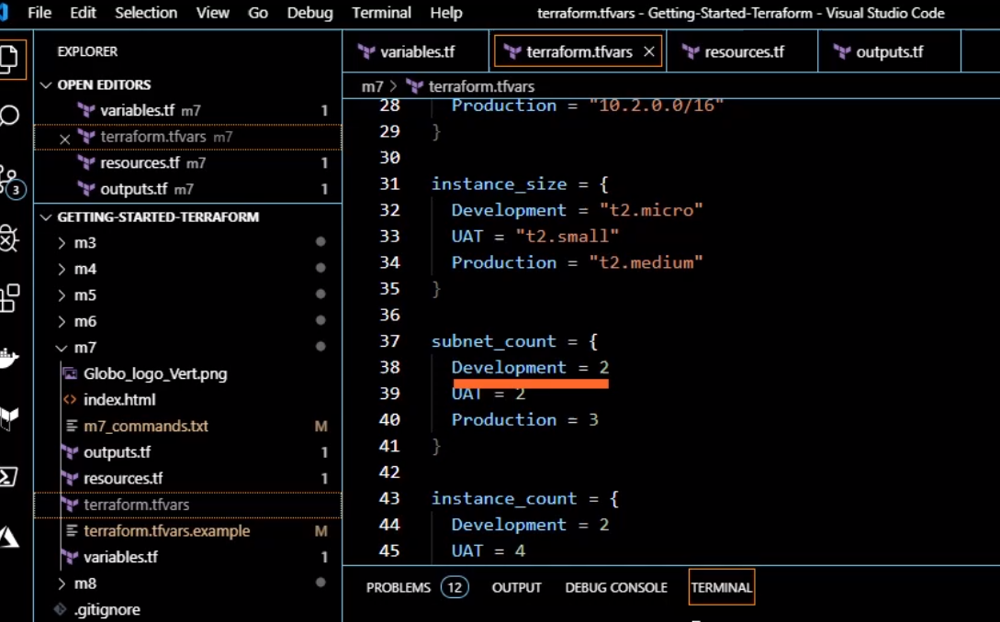 File Edit Selection View Go Debug Terminal Help terraform.tfvars - Getting-Started-Terraform - Visual Studio Code
EXPLORER
OPEN EDITORS
variables.tf m7 1
terraform.tfvars m7
resources.tf m7 1
outputs.tf m7 1
3
GETTING-STARTED-TERRAFORM
m3
m4
m5
m6
m7
Globo_logo_Vert.png
index.html
m7_commands.txt M
outputs.tf 1
resources.tf 1
terraform.tfvars
terraform.tfvars.example M
variables.tf 1
m8
.gitignore
variables.tf terraform.tfvars resources.tf outputs.tf
m7 > terraform.tfvars
28 Production = "10.2.0.0/16"
29 }
30
31 instance_size = {
32 Development = "t2.micro"
33 UAT = "t2.small"
34 Production = "t2.medium"
35 }
36
37 subnet_count = {
38 Development = 2
39 UAT = 2
40 Production = 3
41 }
42
43 instance_count = {
44 Development = 2
45 UAT = 4
PROBLEMS 12 OUTPUT DEBUG CONSOLE TERMINAL